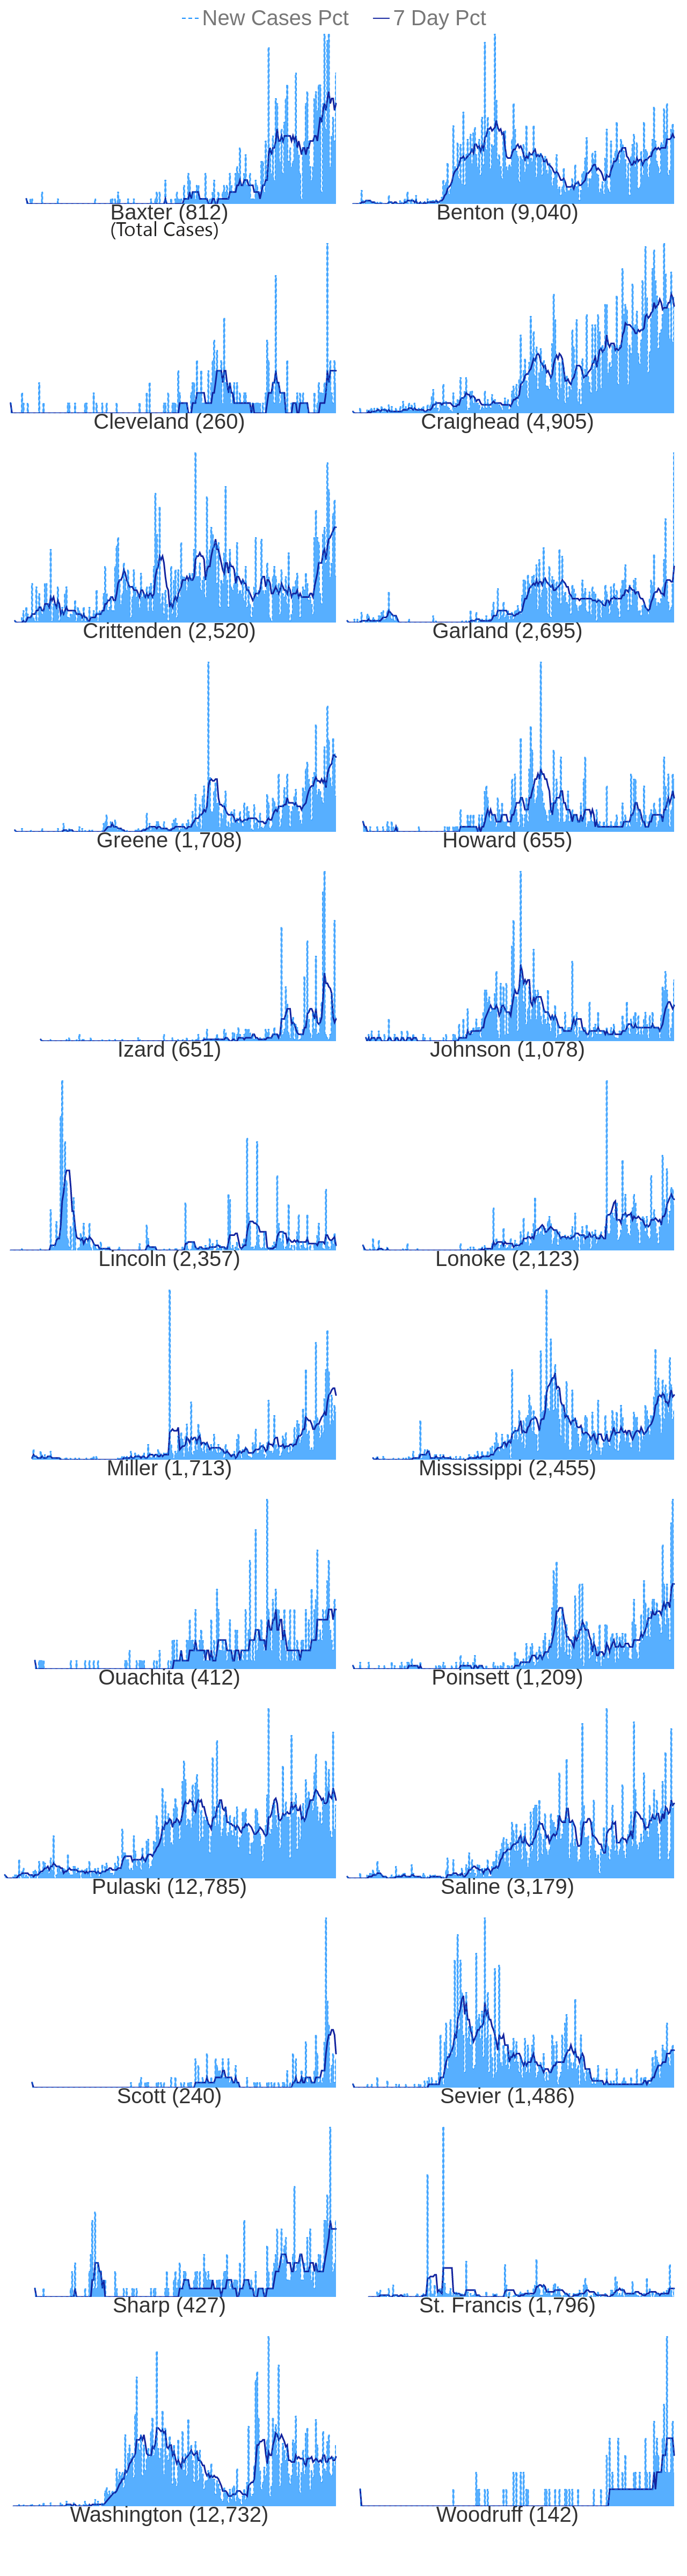 New Cases Pct 7 Day Pct
Baxter (812) Benton (9,040)
(Total Cases)
Cleveland (260) Craighead (4,905)
Crittenden (2,520) Garland (2,695)
Greene (1,708) Howard (655)
Izard (651) Johnson (1,078)
Lincoln (2,357) Lonoke (2,123)
Miller (1,713) Mississippi (2,455)
Ouachita (412) Poinsett (1,209)
Pulaski (12,785) Saline (3,179)
Scott (240) Sevier (1,486)
Sharp (427) St. Francis (1,796)
Washington (12,732) Woodruff (142)